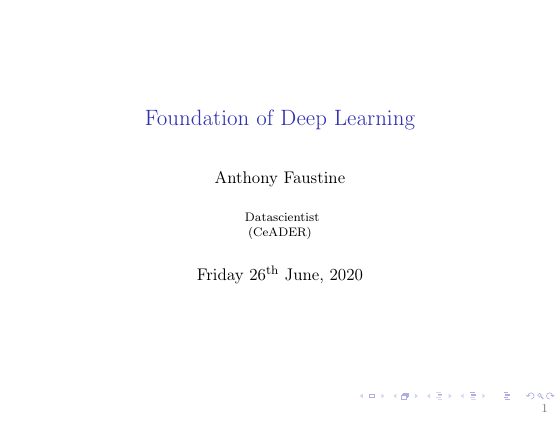 Foundation of Deep Learning
Anthony Faustine
Datascientist
(CeADER)
Friday 26th June, 2020
1